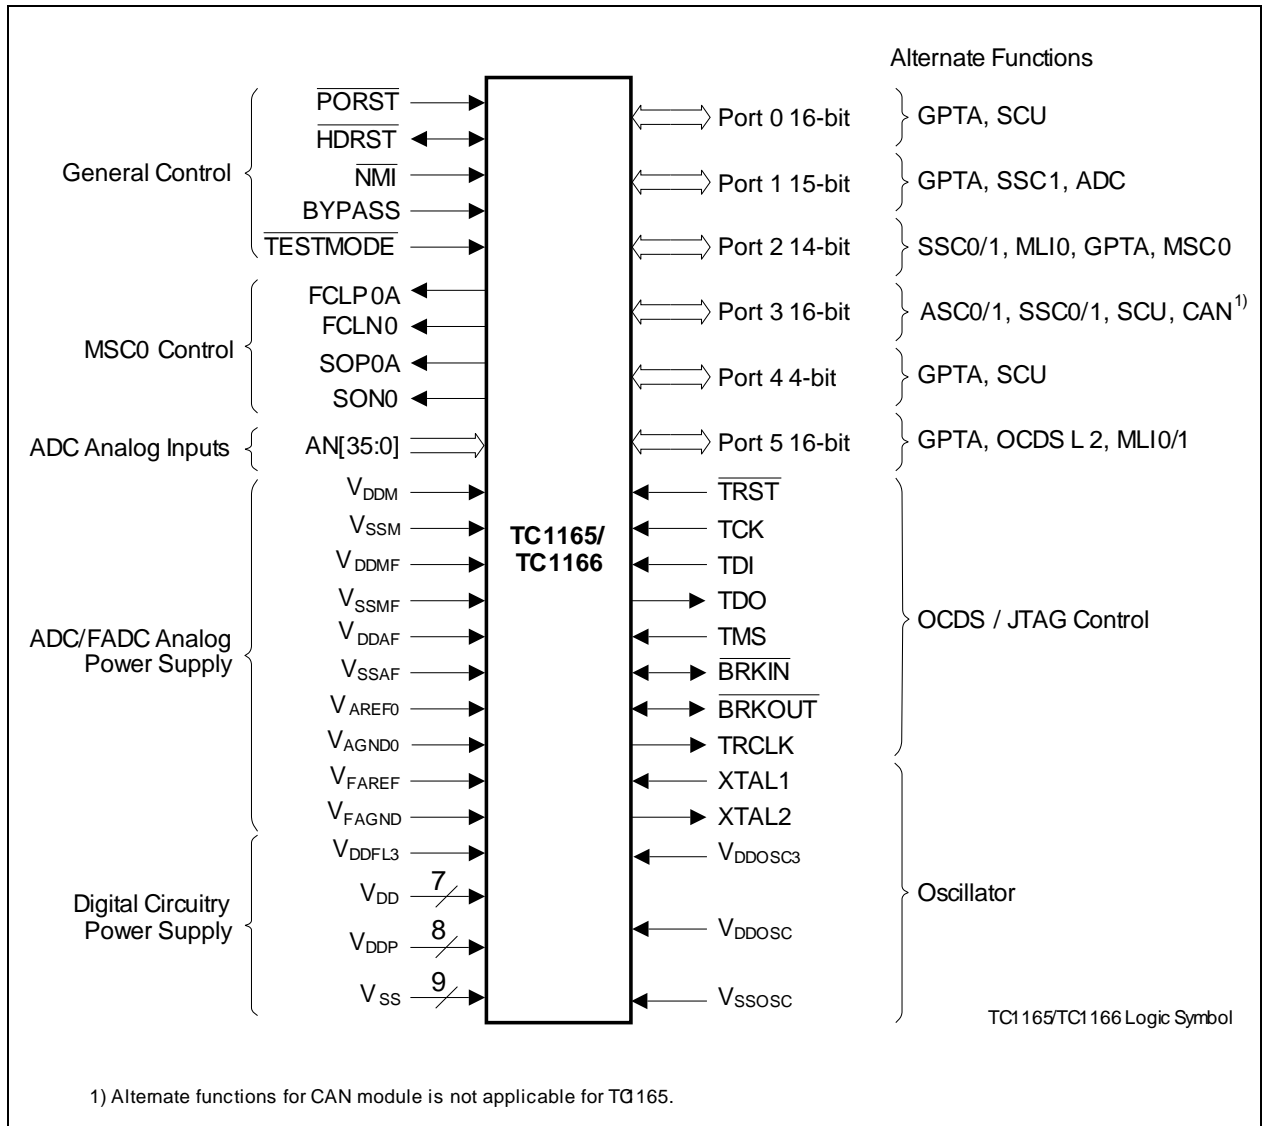 Alternate Functions
General Control
PORST
HDRST
NMI
BYPASS
TESTMODE
MSC0 Control
FCLP0A
FCLN0
SOP0A
SON0
ADC Analog Inputs
AN[35:0]
ADC/FADC Analog
Power Supply
VDDM
VSSM
VDDMF
VSSMF
VDDAF
VSSAF
VAREF0
VAGND0
VFAREF
VFAGND
Digital Circuitry
Power Supply
VDDFL3
VDD 7
VDDP 8
VSS 9
TC1165/
TC1166
Port 0 16-bit GPTA, SCU
Port 1 15-bit GPTA, SSC1, ADC
Port 2 14-bit SSC0/1, MLI0, GPTA, MSC0
Port 3 16-bit ASC0/1, SSC0/1, SCU, CAN1)
Port 4 4-bit GPTA, SCU
Port 5 16-bit GPTA, OCDS L 2, MLI0/1
TRST
TCK
TDI
TDO
TMS
BRKIN
BRKOUT
TRCLK
OCDS / JTAG Control
XTAL1
XTAL2
VDDOSC3
VDDOSC
VSSOSC
Oscillator
TC1165/TC1166 Logic Symbol
1) Alternate functions for CAN module is not applicable for TC1165.